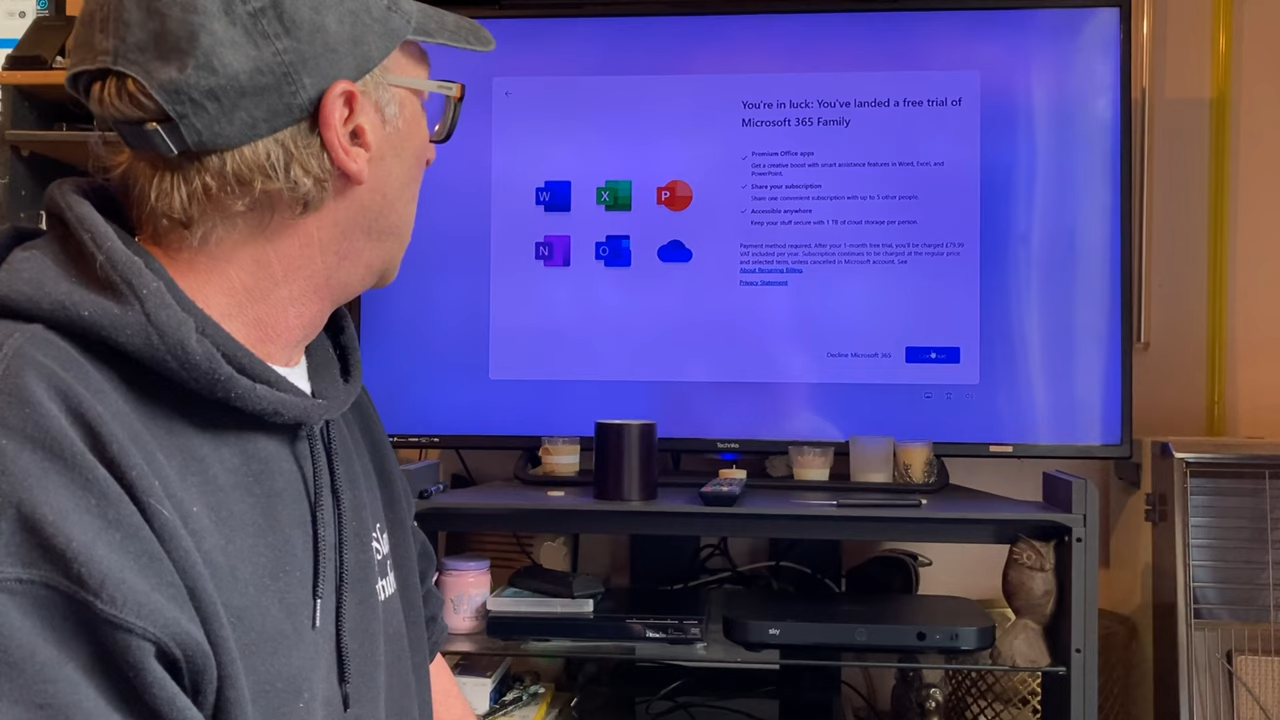 You're in luck: You've landed a free trial of
Microsoft 365 Family
Premium Office apps
Get a creative boost with smart assistance features in Word, Excel, and
PowerPoint.
Share your subscription
Share one convenient subscription with up to 5 other people.
Accessible anywhere
Keep your stuff secure with 1 TB of cloud storage per person.
Payment method required. After your 1-month free trial, you'll be charged £79.99
VAT included per year. Subscription continues to be charged at the regular price
and selected term, unless cancelled in Microsoft account. See
About Recurring Billing.
Privacy Statement
Decline Microsoft 365
W
X
P
N
O
Technika
sky